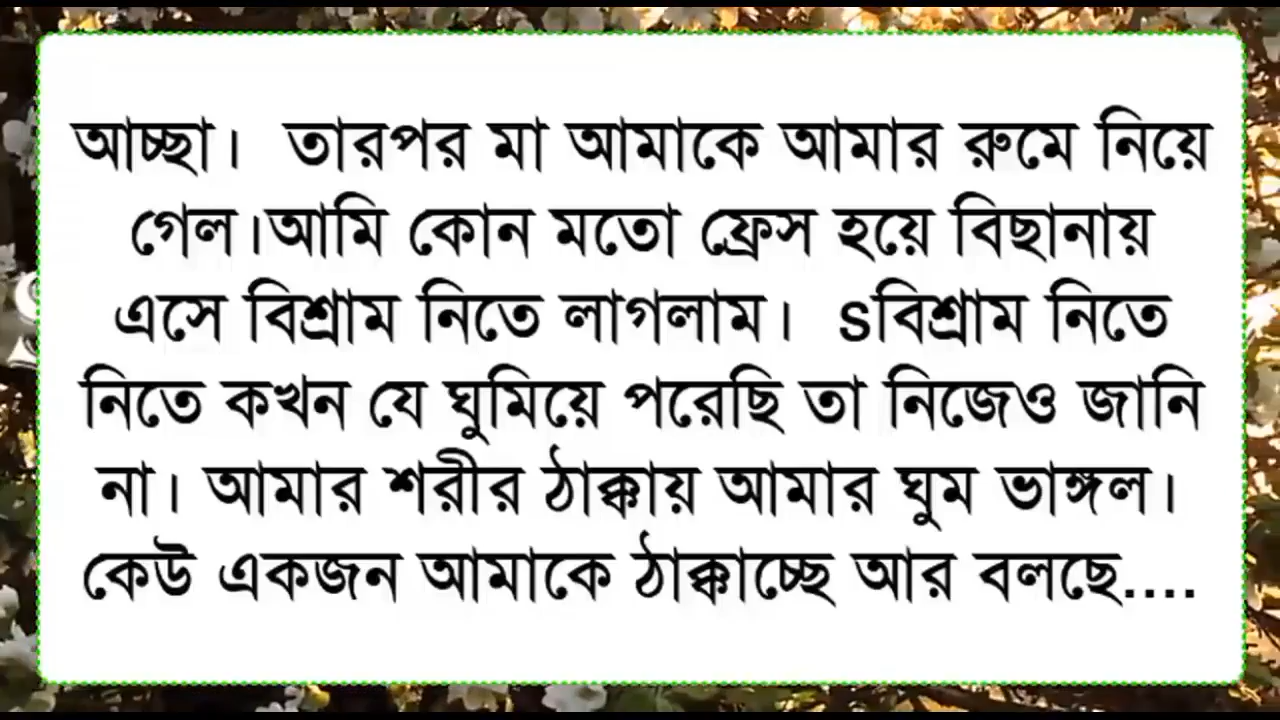 আচ্ছা।  তারপর মা আমাকে আমার রুমে নিয়ে
গেল।আমি কোন মতো ফ্রেস হয়ে বিছানায়
এসে বিশ্রাম নিতে লাগলাম।  sবিশ্রাম নিতে
নিতে কখন যে ঘুমিয়ে পরেছি তা নিজেও জানি
না। আমার শরীর ঠাক্কায় আমার ঘুম ভাঙ্গল।
কেউ একজন আমাকে ঠাক্কাচ্ছে আর বলছে....